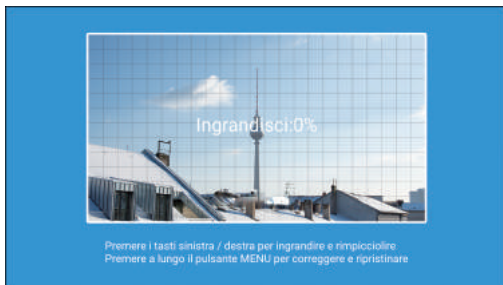 Ingrandisci:0%
Premere i tasti sinistra / destra per ingrandire e rimpicciolire
Premere a lungo il pulsante MENU per correggere e ripristinare